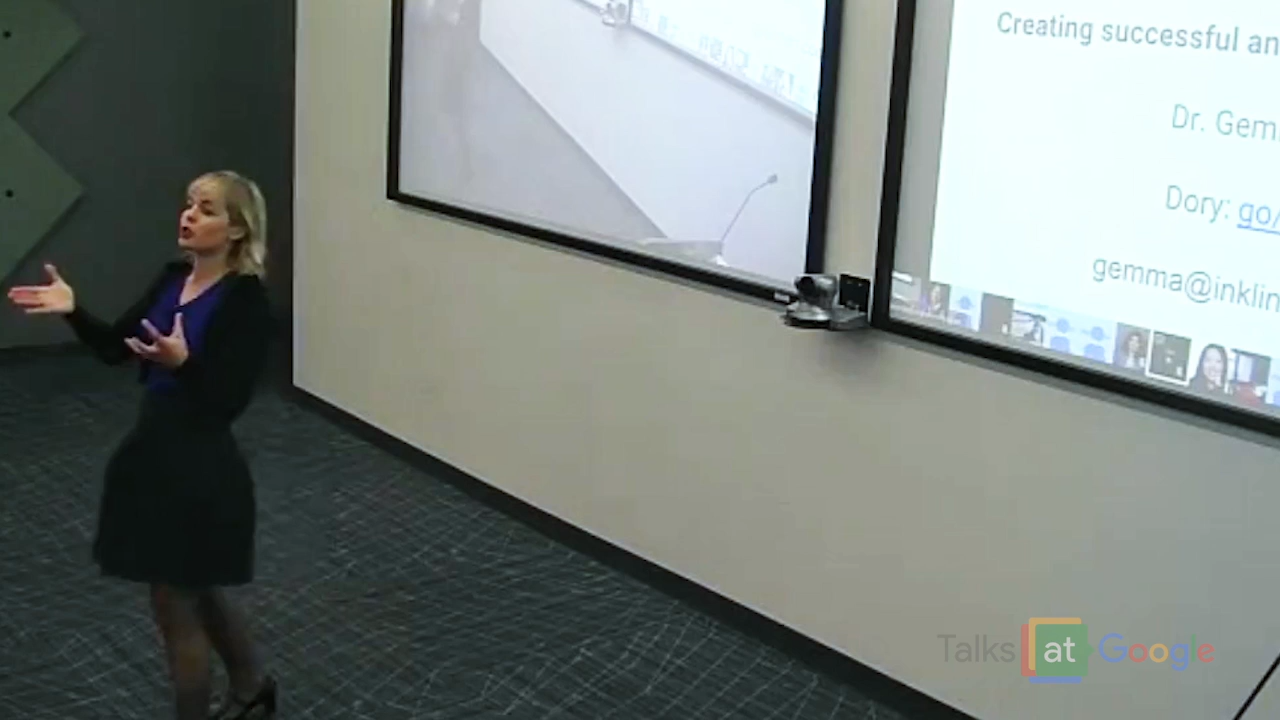 Creating successful an
Dr. Gem
Dory: go/
gemma@inklin
Talks at Google